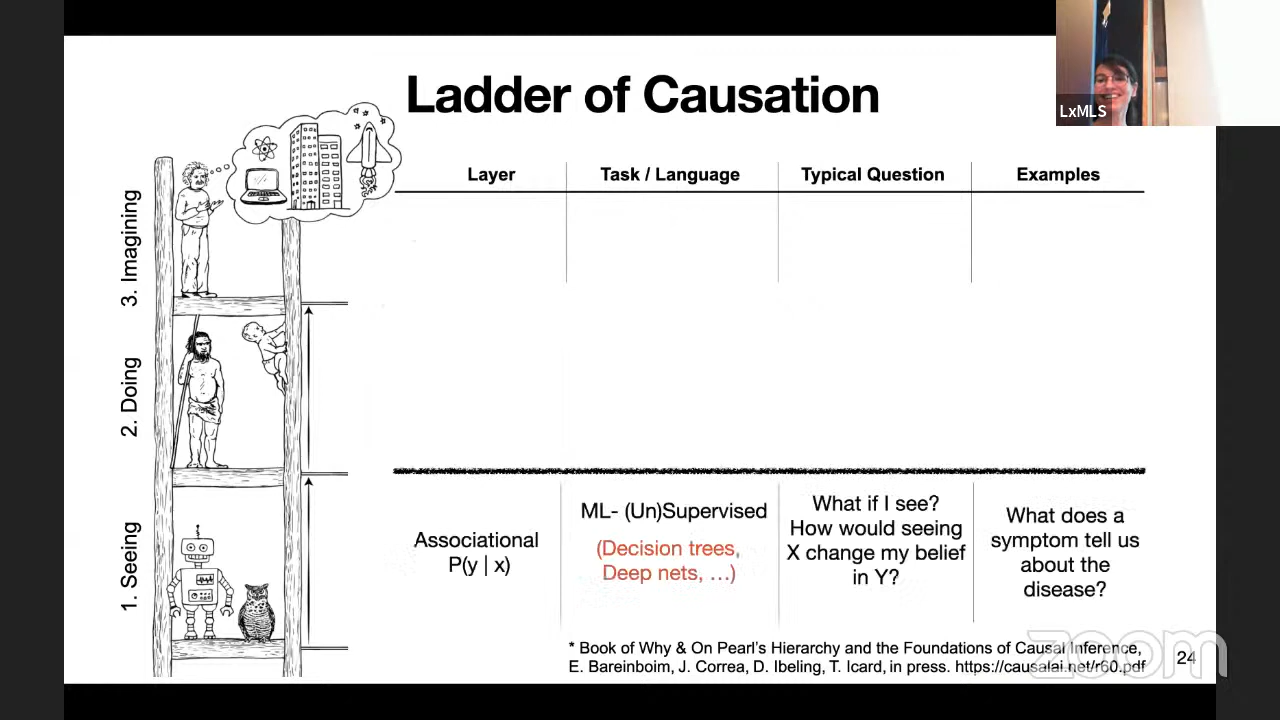 Ladder of Causation
LxMLS
Layer
Task / Language
Typical Question
Examples
3. Imagining
2. Doing
1. Seeing
Associational
P(y | x)
ML- (Un)Supervised
(Decision trees,
Deep nets, …)
What if I see?
How would seeing
X change my belief
in Y?
What does a
symptom tell us
about the
disease?
* Book of Why & On Pearl's Hierarchy and the Foundations of Causal Inference,
E. Bareinboim, J. Correa, D. Ibeling, T. Icard, in press. https://causalai.net/r60.pdf
zoom
24